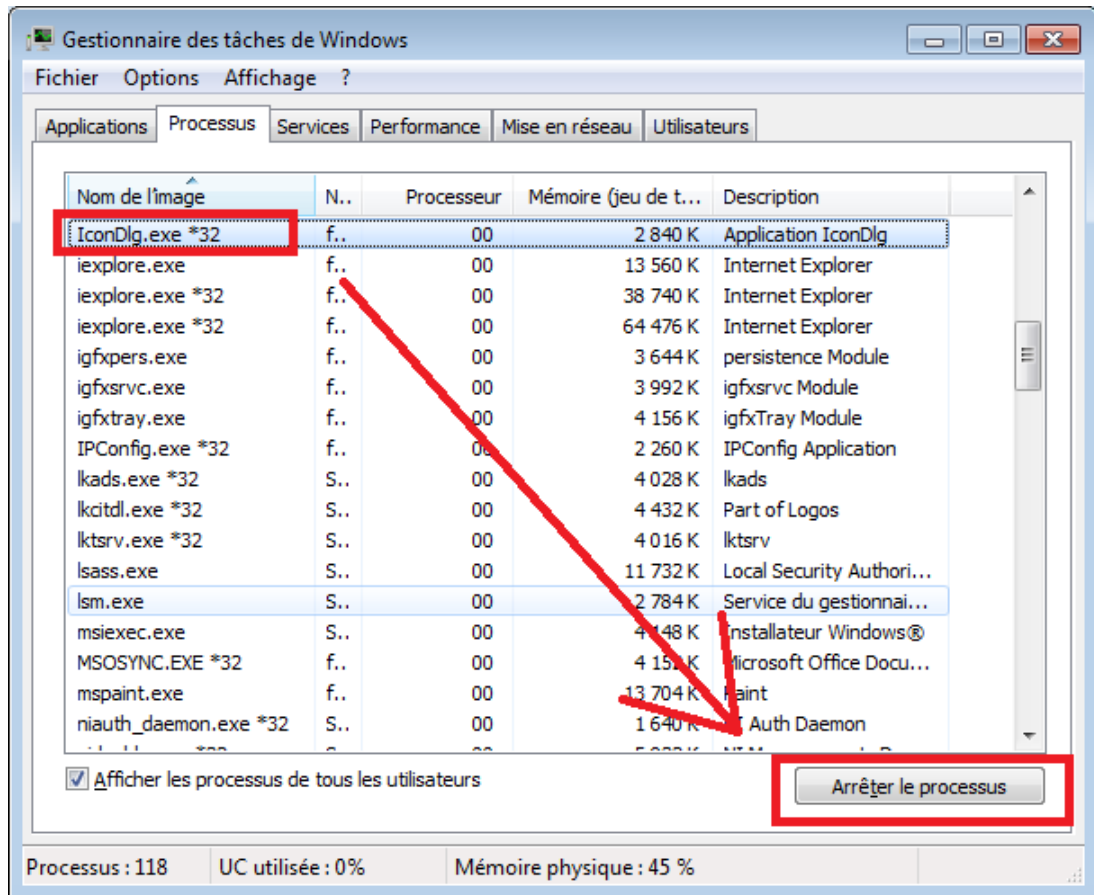 Gestionnaire des tâches de Windows
Fichier Options Affichage ?
Applications Processus Services Performance Mise en réseau Utilisateurs
Nom de l'image N... Processeur Mémoire (jeu de t... Description
IconDlg.exe *32 f... 00 2 840 K Application IconDlg
iexplore.exe f... 00 13 560 K Internet Explorer
iexplore.exe *32 f... 00 38 740 K Internet Explorer
iexplore.exe *32 f... 00 64 476 K Internet Explorer
igfxpers.exe f... 00 3 644 K persistence Module
igfxsrvc.exe f... 00 3 992 K igfxsrvc Module
igfxtray.exe f... 00 4 156 K igfxTray Module
IPConfig.exe *32 f... 00 2 260 K IPConfig Application
lkads.exe *32 S... 00 4 028 K lkads
lkcitdl.exe *32 S... 00 4 432 K Part of Logos
lktsrv.exe *32 S... 00 4 016 K lktsrv
lsass.exe S... 00 11 732 K Local Security Authori...
lsm.exe S... 00 2 784 K Service du gestionnai...
msiexec.exe S... 00 4 148 K Installateur Windows®
MSOSYNC.EXE *32 f... 00 4 152 K Microsoft Office Docu...
mspaint.exe f... 00 13 704 K Paint
niauth_daemon.exe *32 S... 00 1 640 K NI Auth Daemon
Afficher les processus de tous les utilisateurs
Arrêter le processus
Processus : 118 UC utilisée : 0% Mémoire physique : 45 %